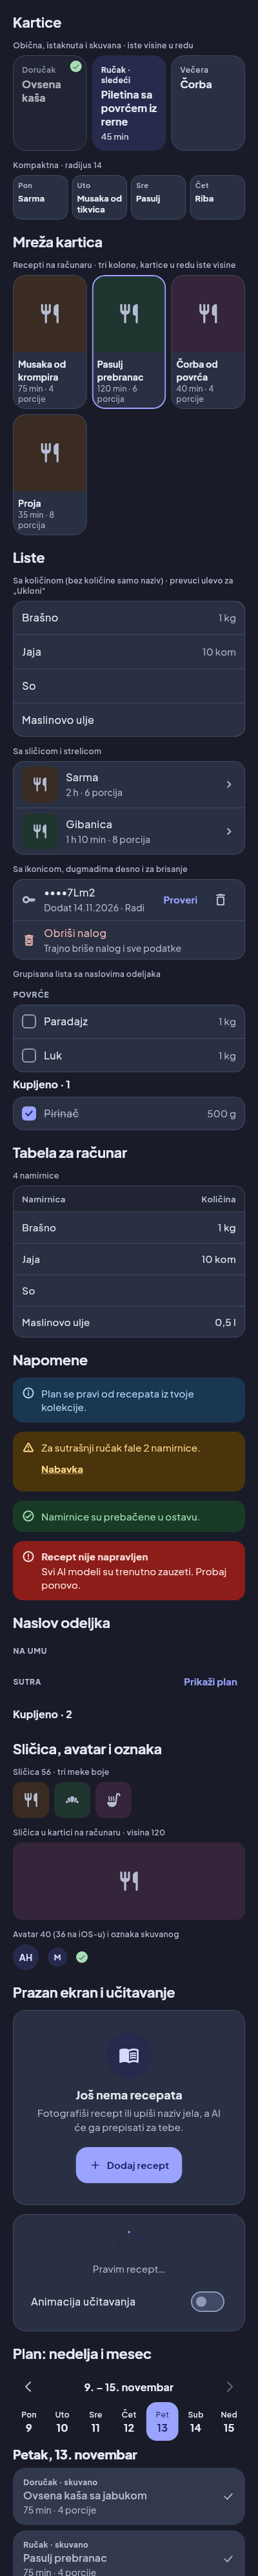 Kartice
Obična, istaknuta i skuvana · iste visine u redu
Doručak
Ovsena
kaša
Ručak ·
sledeći
Piletina sa
povrćem iz
rerne
45 min
Večera
Čorba
Kompaktna · radijus 14
Pon
Sarma
Uto
Musaka od
tikvica
Sre
Pasulj
Čet
Riba
Mreža kartica
Recepti na računaru · tri kolone, kartice u redu iste visine
Musaka od
krompira
75 min · 4
porcije
Pasulj
prebranac
120 min · 6
porcija
Čorba od
povrća
40 min · 4
porcije
Proja
35 min · 8
porcija
Liste
Sa količinom (bez količine samo naziv) · prevuci ulevo za
„Ukloni“
Brašno 1 kg
Jaja 10 kom
So
Maslinovo ulje
Sa sličicom i strelicom
Sarma
2 h · 6 porcija
Gibanica
1 h 10 min · 8 porcija
Sa ikonicom, dugmadima desno i za brisanje
••••7Lm2
Dodat 14.11.2026 · Radi
Proveri
Obriši nalog
Trajno briše nalog i sve podatke
Grupisana lista sa naslovima odeljaka
POVRĆE
Paradajz 1 kg
Luk 1 kg
Kupljeno · 1
Pirinač 500 g
Tabela za računar
4 namirnice
Namirnica Količina
Brašno 1 kg
Jaja 10 kom
So
Maslinovo ulje 0,5 l
Napomene
Plan se pravi od recepata iz tvoje
kolekcije.
Za sutrašnji ručak fale 2 namirnice.
Nabavka
Namirnice su prebačene u ostavu.
Recept nije napravljen
Svi AI modeli su trenutno zauzeti. Probaj
ponovo.
Naslov odeljka
NA UMU
SUTRA Prikaži plan
Kupljeno · 2
Sličica, avatar i oznaka
Sličica 56 · tri meke boje
Sličica u kartici na računaru · visina 120
Avatar 40 (36 na iOS-u) i oznaka skuvanog
AH
M
Prazan ekran i učitavanje
Još nema recepata
Fotografiši recept ili upiši naziv jela, a AI
će ga prepisati za tebe.
Dodaj recept
Pravim recept…
Animacija učitavanja
Plan: nedelja i mesec
9. – 15. novembar
Pon Uto Sre Čet Pet Sub Ned
9 10 11 12 13 14 15
Petak, 13. novembar
Doručak · skuvano
Ovsena kaša sa jabukom
75 min · 4 porcije
Ručak · skuvano
Pasulj prebranac
75 min · 4 porcije